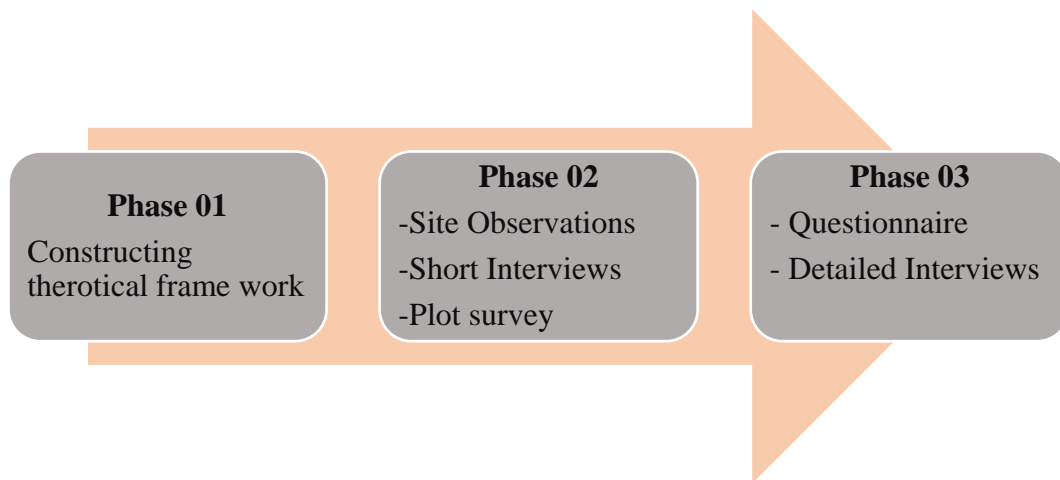 Phase 01
Constructing
therotical frame work
Phase 02
-Site Observations
-Short Interviews
-Plot survey
Phase 03
- Questionnaire
- Detailed Interviews